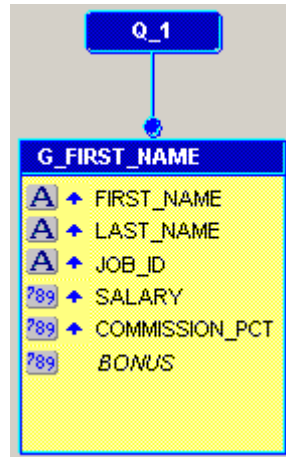 Q_1
G_FIRST_NAME
A FIRST_NAME
A LAST_NAME
A JOB_ID
789 SALARY
789 COMMISSION_PCT
789 BONUS